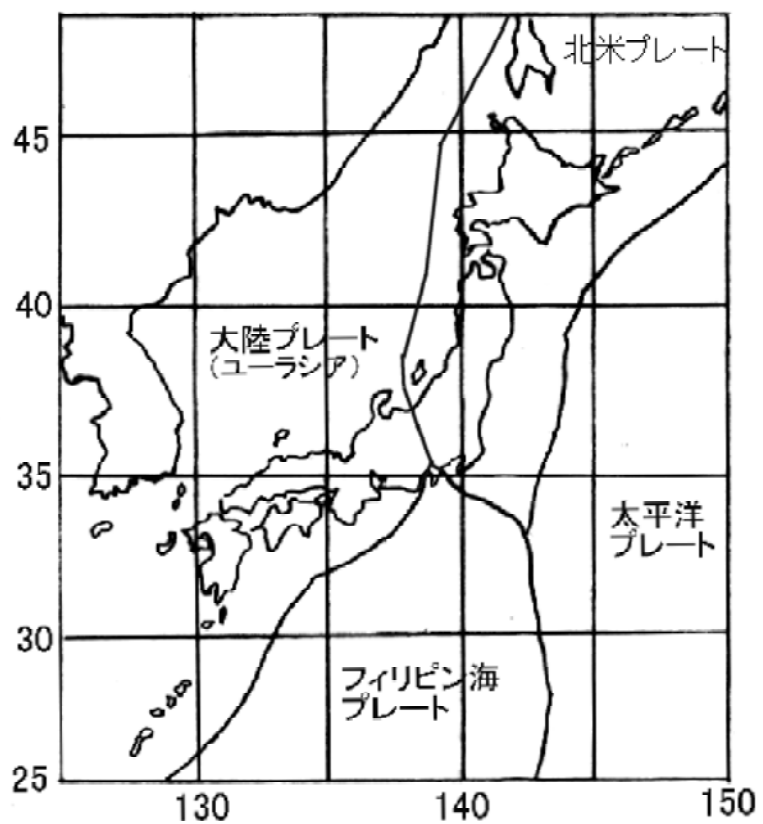 北米プレート
45
40
大陸プレート
(ユーラシア)
35
太平洋
プレート
30
フィリピン海
プレート
25
130
140
150